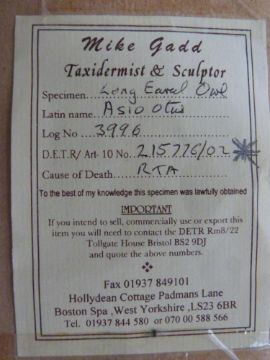 Mike Gadd
Taxidermist & Sculptor
Specimen....Long Eared Owl
Latin name....Asio Otus
Log No....3996
D.E.T.R/ Art- 10 No.215776/02 *
Cause of Death....RTA
To the best of my knowledge this specimen was lawfully obtained
IMPORTANT
If you intend to sell, commercially use or export this
item you will need to contact the DETR Rm8/22
Tollgate House Bristol BS2 9DJ
and quote the above numbers.
Fax 01937 849101
Hollydean Cottage Padmans Lane
Boston Spa ,West Yorkshire ,LS23 6BR
Tel. 01937 844 580 or 070 00 588 566